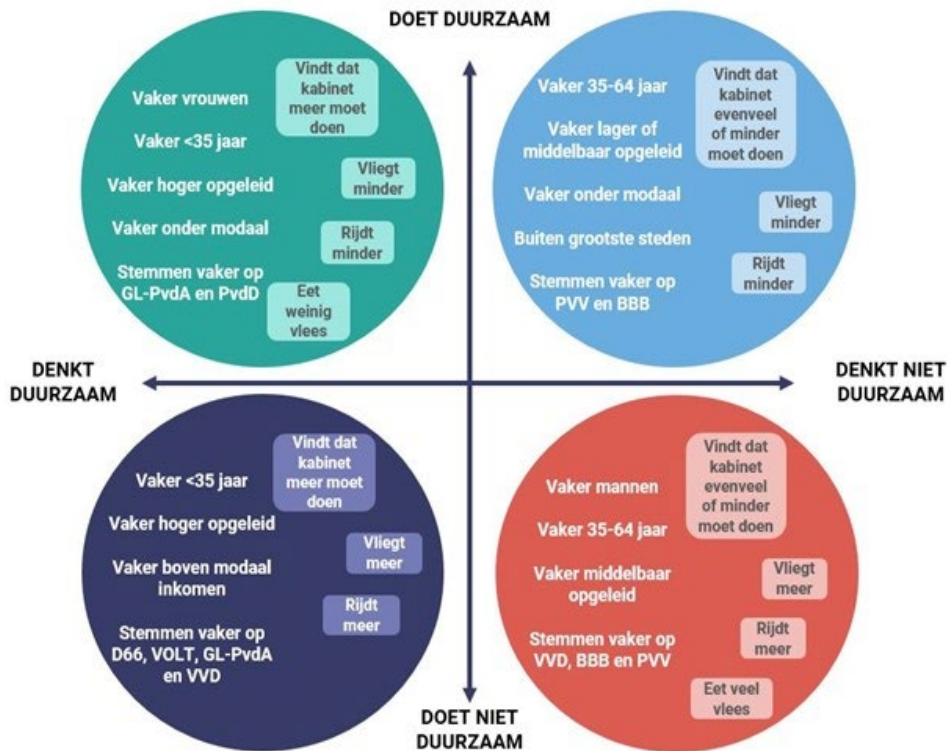 DOET DUURZAAM
Vindt dat
kabinet
meer moet
doen
Vaker vrouwen
Vaker <35 jaar
Vaker hoger opgeleid
Vaker onder modaal
Stemmen vaker op
GL-PvdA en PvdD
Vliegt
minder
Rijdt
minder
Eet
weinig
vlees
Vindt dat
kabinet
evenveel
of minder
moet doen
Vaker 35-64 jaar
Vaker lager of
middelbaar opgeleid
Vaker onder modaal
Buiten grootste steden
Stemmen vaker op
PVV en BBB
Vliegt
minder
Rijdt
minder
DENKT
DUURZAAM
DENKT NIET
DUURZAAM
Vindt dat
kabinet
meer moet
doen
Vaker <35 jaar
Vaker hoger opgeleid
Vaker boven modaal
inkomen
Stemmen vaker op
D66, VOLT, GL-PvdA
en VVD
Vliegt
meer
Rijdt
meer
Vindt dat
kabinet
evenveel
of minder
moet doen
Vaker mannen
Vaker 35-64 jaar
Vaker middelbaar
opgeleid
Stemmen vaker op
VVD, BBB en PVV
Vliegt
meer
Rijdt
meer
Eet veel
vlees
DOET NIET
DUURZAAM